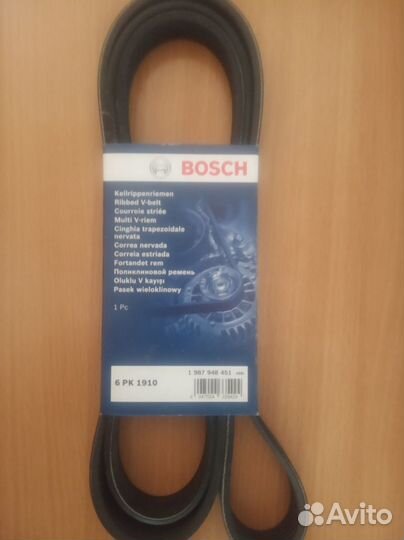 BOSCH
Keilrippenriemen
Ribbed V-belt
Courroie striée
Multi V-riem
Cinghia trapezoidale
nervata
Correa nervada
Correia estriada
Fortandet rem
Поликлиновой ремень
Oluklu V kayışı
Pasek wieloklinowy
1 Pc
1 987 948 451
6 PK 1910
Avito